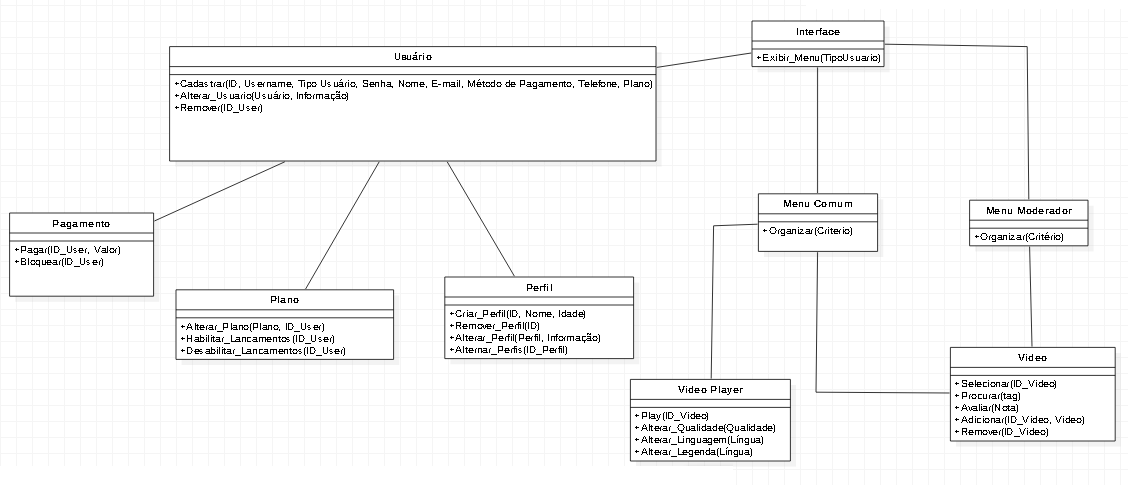 Interface
+Exibir_Menu(TipoUsuario)
Usuário
+Cadastrar(ID, Username, Tipo Usuário, Senha, Nome, E-mail, Método de Pagamento, Telefone, Plano)
+Alterar_Usuario(Usuário, Informação)
+Remover(ID_User)
Pagamento
+Pagar(ID_User, Valor)
+Bloquear(ID_User)
Plano
+Alterar_Plano(Plano, ID_User)
+Habilitar_Lancamentos(ID_User)
+Desabilitar_Lancamentos(ID_User)
Perfil
+Criar_Perfil(ID, Nome, Idade)
+Remover_Perfil(ID)
+Alterar_Perfil(Perfil, Informação)
+Alternar_Perfis(ID_Perfil)
Menu Comum
+Organizar(Criterio)
Menu Moderador
+Organizar(Critério)
Video Player
+Play(ID_Video)
+Alterar_Qualidade(Qualidade)
+Alterar_Linguagem(Língua)
+Alterar_Legenda(Língua)
Video
+Selecionar(ID_Video)
+Procurar(tag)
+Avaliar(Nota)
+Adicionar(ID_Video, Video)
+Remover(ID_Video)